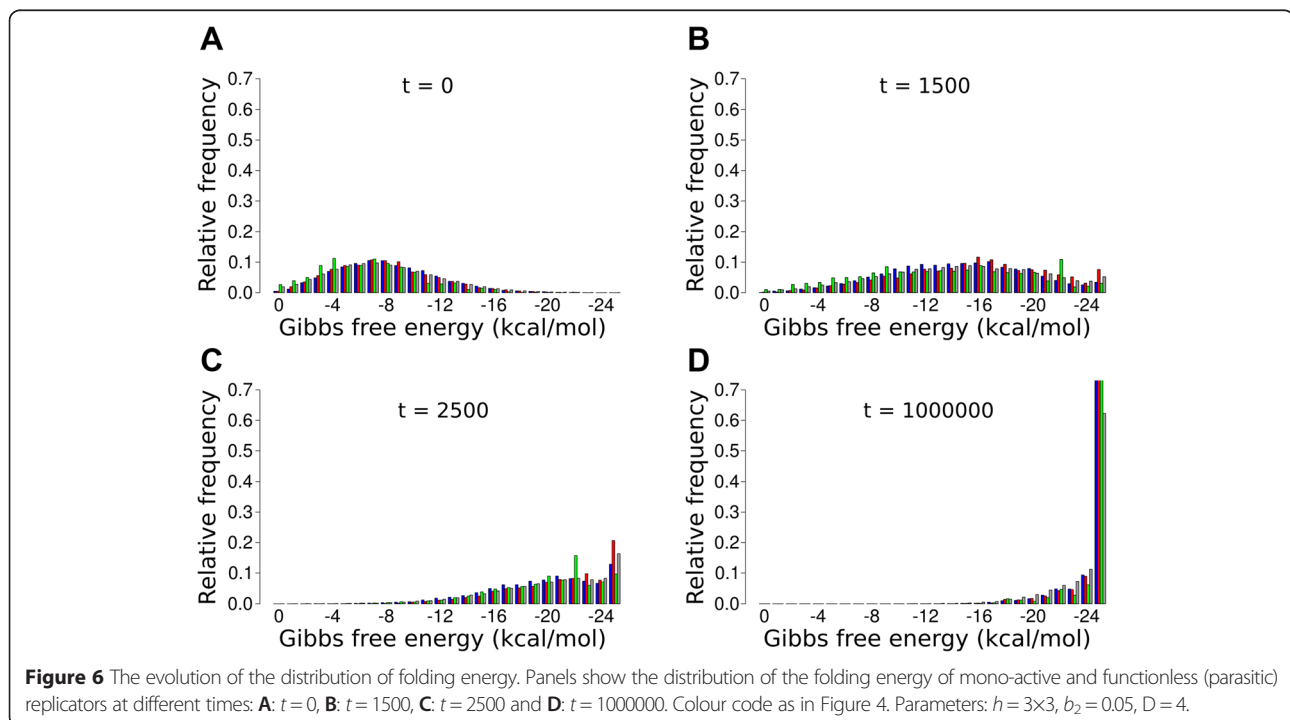 A
Relative frequency
0.7
0.6
0.5
0.4
0.3
0.2
0.1
0.0
t = 0
0 -4 -8 -12 -16 -20 -24
Gibbs free energy (kcal/mol)
B
Relative frequency
0.7
0.6
0.5
0.4
0.3
0.2
0.1
0.0
t = 1500
0 -4 -8 -12 -16 -20 -24
Gibbs free energy (kcal/mol)
C
Relative frequency
0.7
0.6
0.5
0.4
0.3
0.2
0.1
0.0
t = 2500
0 -4 -8 -12 -16 -20 -24
Gibbs free energy (kcal/mol)
D
Relative frequency
0.7
0.6
0.5
0.4
0.3
0.2
0.1
0.0
t = 1000000
0 -4 -8 -12 -16 -20 -24
Gibbs free energy (kcal/mol)
Figure 6 The evolution of the distribution of folding energy. Panels show the distribution of the folding energy of mono-active and functionless (parasitic)
replicators at different times: A: t = 0, B: t = 1500, C: t = 2500 and D: t = 1000000. Colour code as in Figure 4. Parameters: h = 3×3, b₂ = 0.05, D = 4.